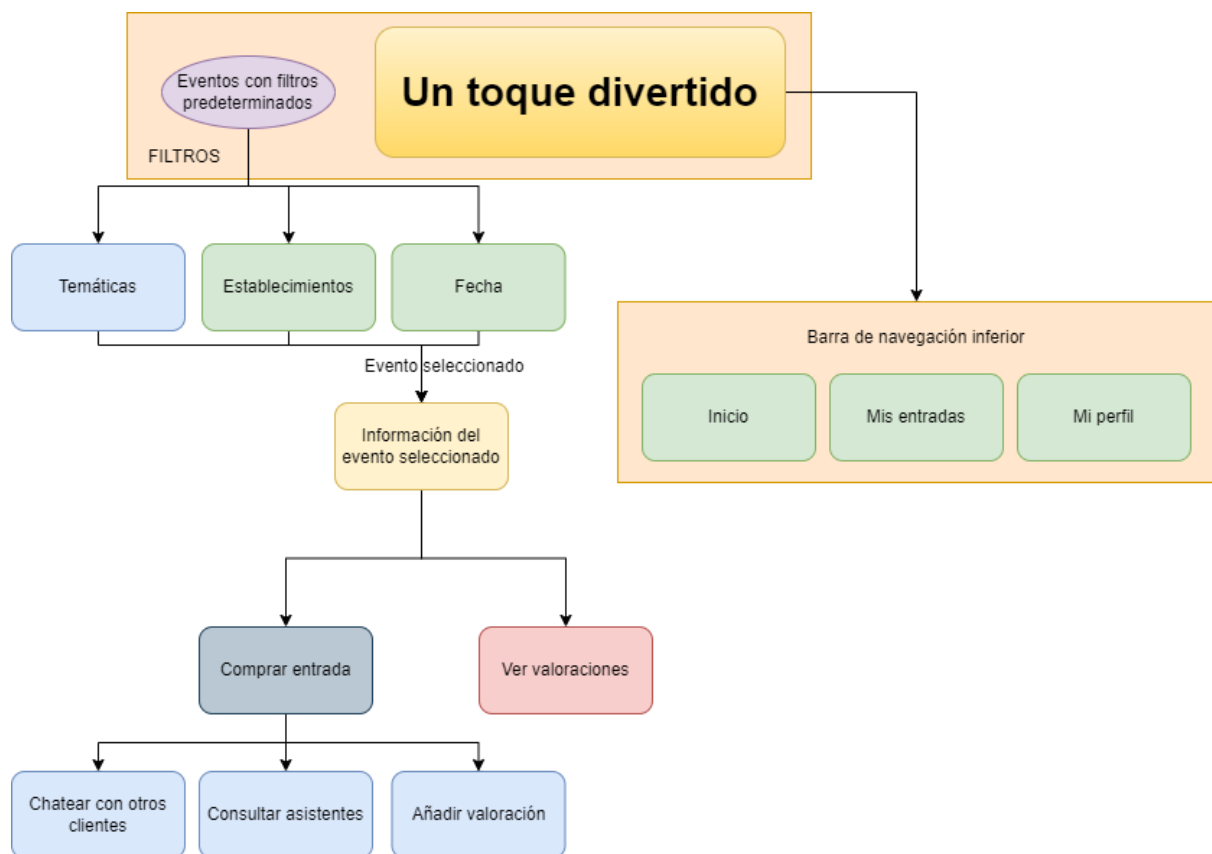 Eventos con filtros
predeterminados
Un toque divertido
FILTROS
Temáticas
Establecimientos
Fecha
Evento seleccionado
Información del
evento seleccionado
Barra de navegación inferior
Inicio
Mis entradas
Mi perfil
Comprar entrada
Ver valoraciones
Chatear con otros
clientes
Consultar asistentes
Añadir valoración